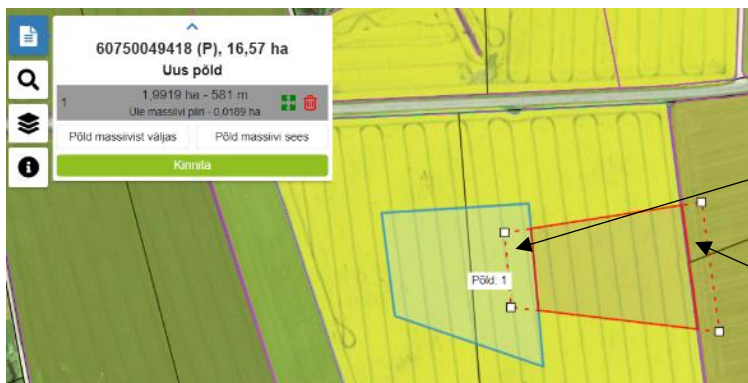 60750049418 (P), 16,57 ha
Uus põld
1
1,9919 ha - 581 m
Üle massiivi piiri - 0,0189 ha
Põld massiivist väljas
Põld massiivi sees
Kinnita
Põld: 1